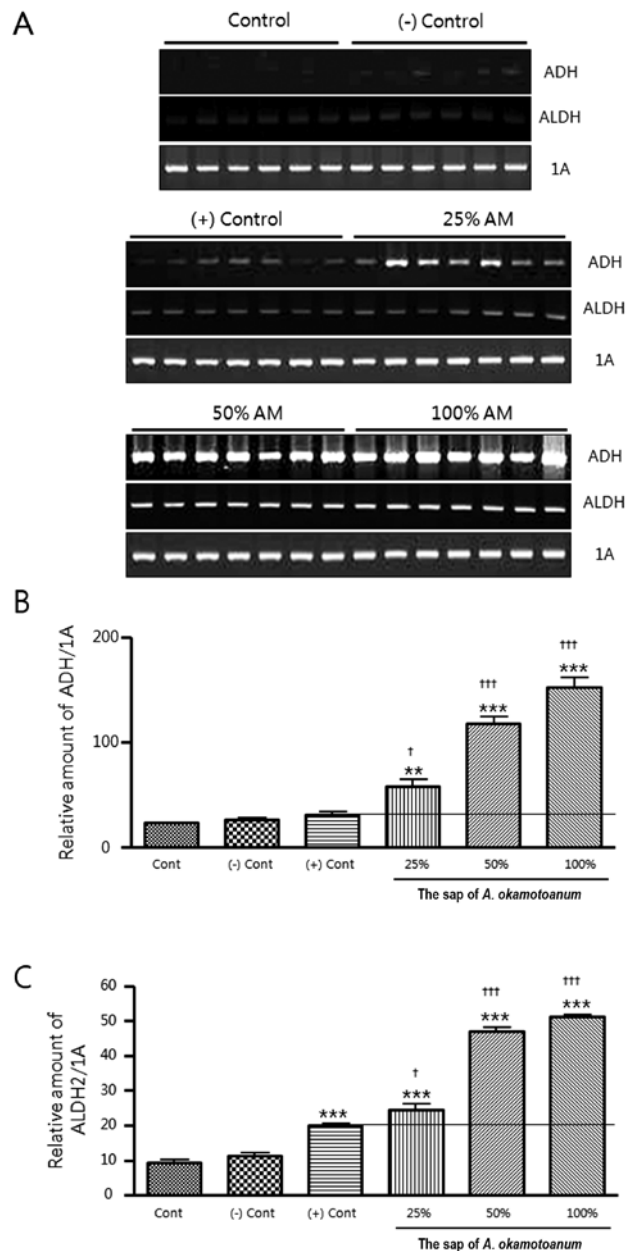 A
Control (-) Control
ADH
ALDH
1A
(+) Control 25% AM
ADH
ALDH
1A
50% AM 100% AM
ADH
ALDH
1A
B
Relative amount of ADH/1A
200
100
0
†
**
†††
***
†††
***
Cont (-) Cont (+) Cont 25% 50% 100%
The sap of A. okamotoanum
C
Relative amount of
ALDH2/1A
60
50
40
30
20
10
0
***
†
***
†††
***
†††
***
Cont (-) Cont (+) Cont 25% 50% 100%
The sap of A. okamotoanum